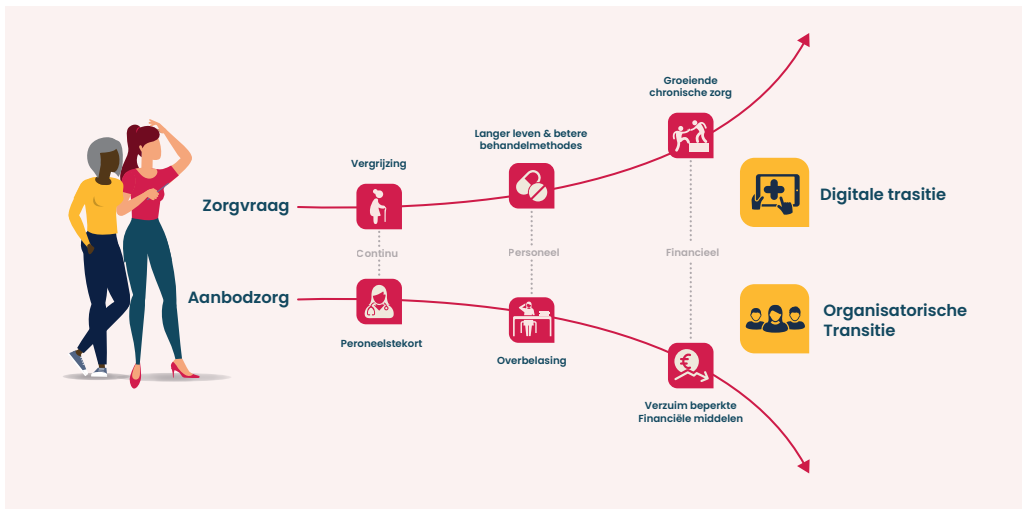 Groeiende
chronische zorg
Langer leven & betere
behandelmethodes
Vergrijzing
Zorgvraag
Digitale trasitie
Continu
Personeel
Financieel
Aanbodzorg
Organisatorische
Transitie
Peroneelstekort
Overbelasing
Verzuim beperkte
Financiële middelen